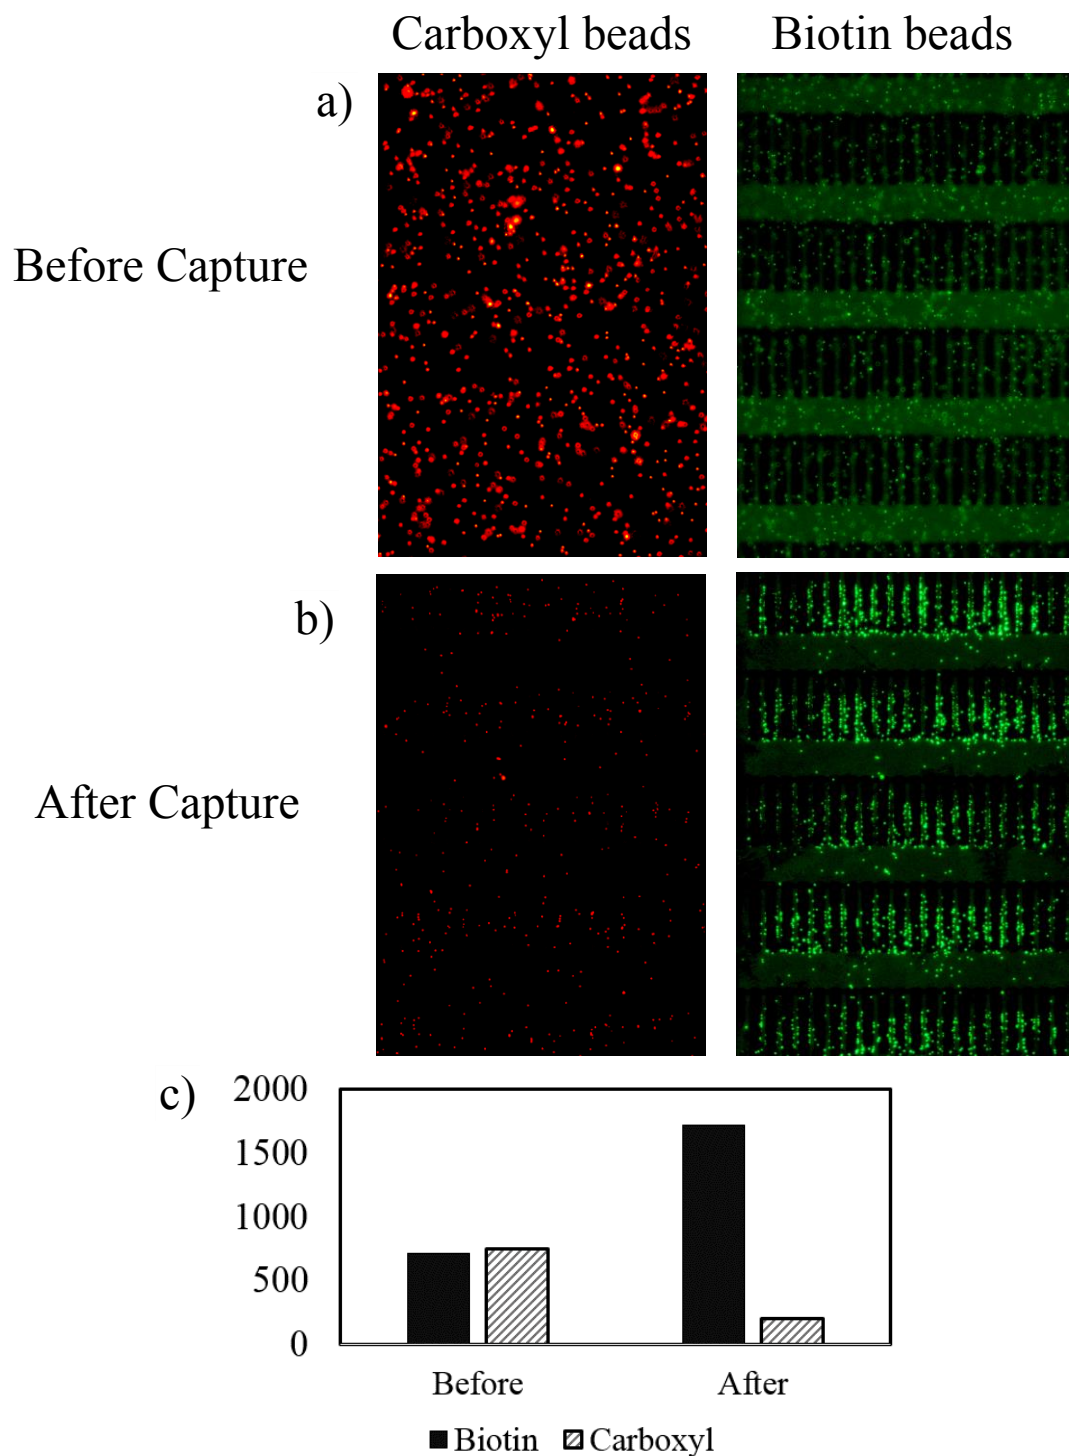 Carboxyl beads Biotin beads
a)
Before Capture
b)
After Capture
c)
2000
1500
1000
500
0
Before After
Biotin Carboxyl